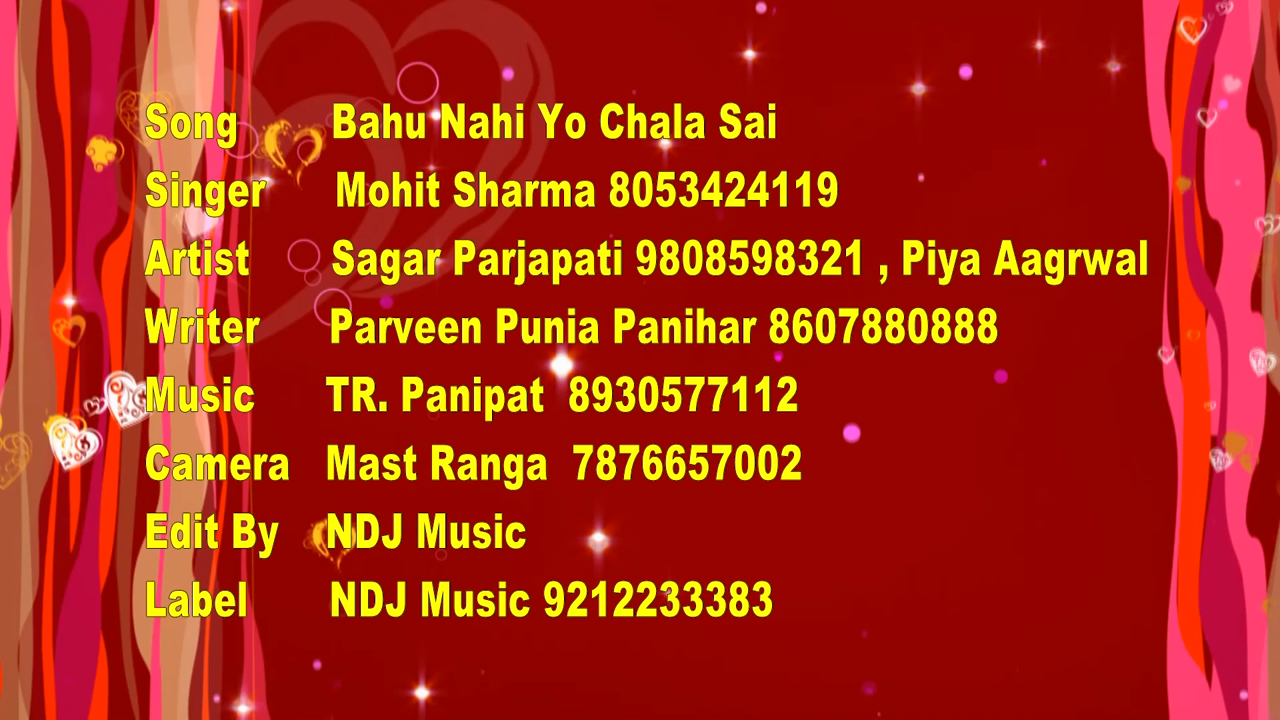 Song Bahu Nahi Yo Chala Sai
Singer Mohit Sharma 8053424119
Artist Sagar Parjapati 9808598321 , Piya Aagrwal
Writer Parveen Punia Panihar 8607880888
Music TR. Panipat 8930577112
Camera Mast Ranga 7876657002
Edit By NDJ Music
Label NDJ Music 9212233383